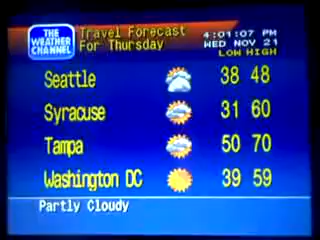 THE
WEATHER
CHANNEL
Travel Forecast
For Thursday
4:01:07 PM
WED NOV 21
LOW HIGH
Seattle 38 48
Syracuse 31 60
Tampa 50 70
Washington DC 39 59
Partly Cloudy